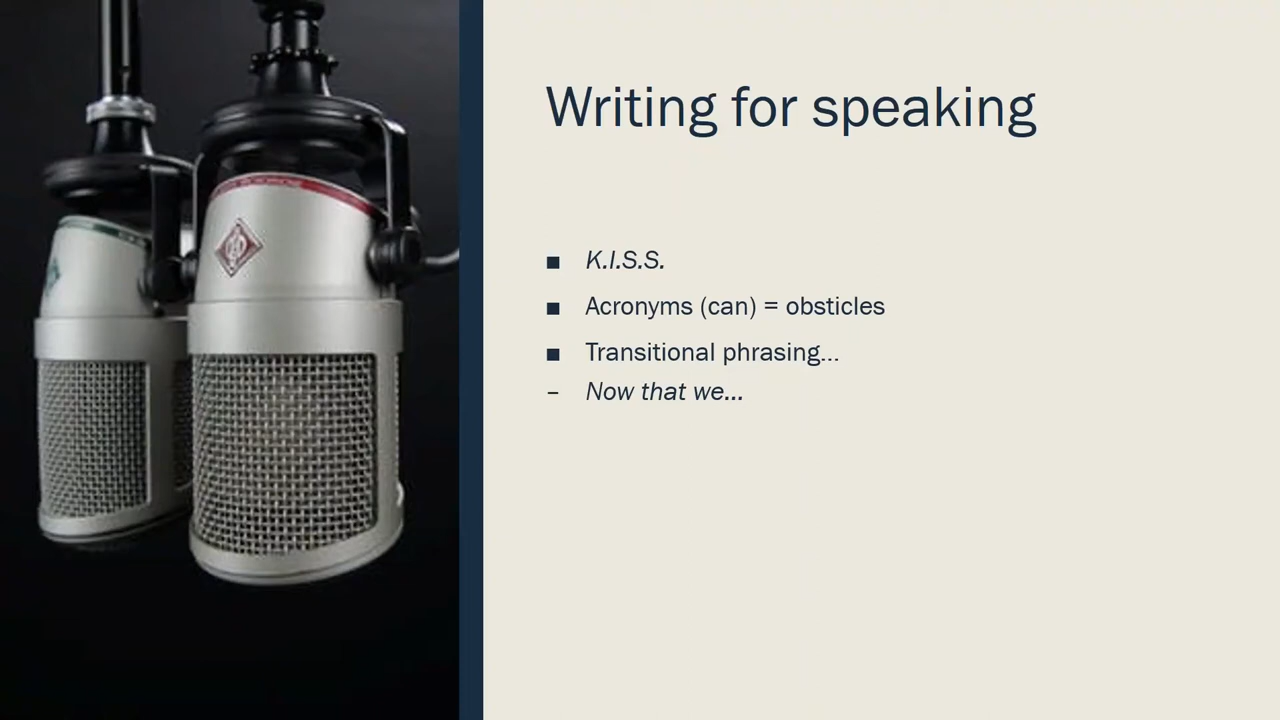 Writing for speaking
■ K.I.S.S.
■ Acronyms (can) = obsticles
■ Transitional phrasing...
– Now that we...